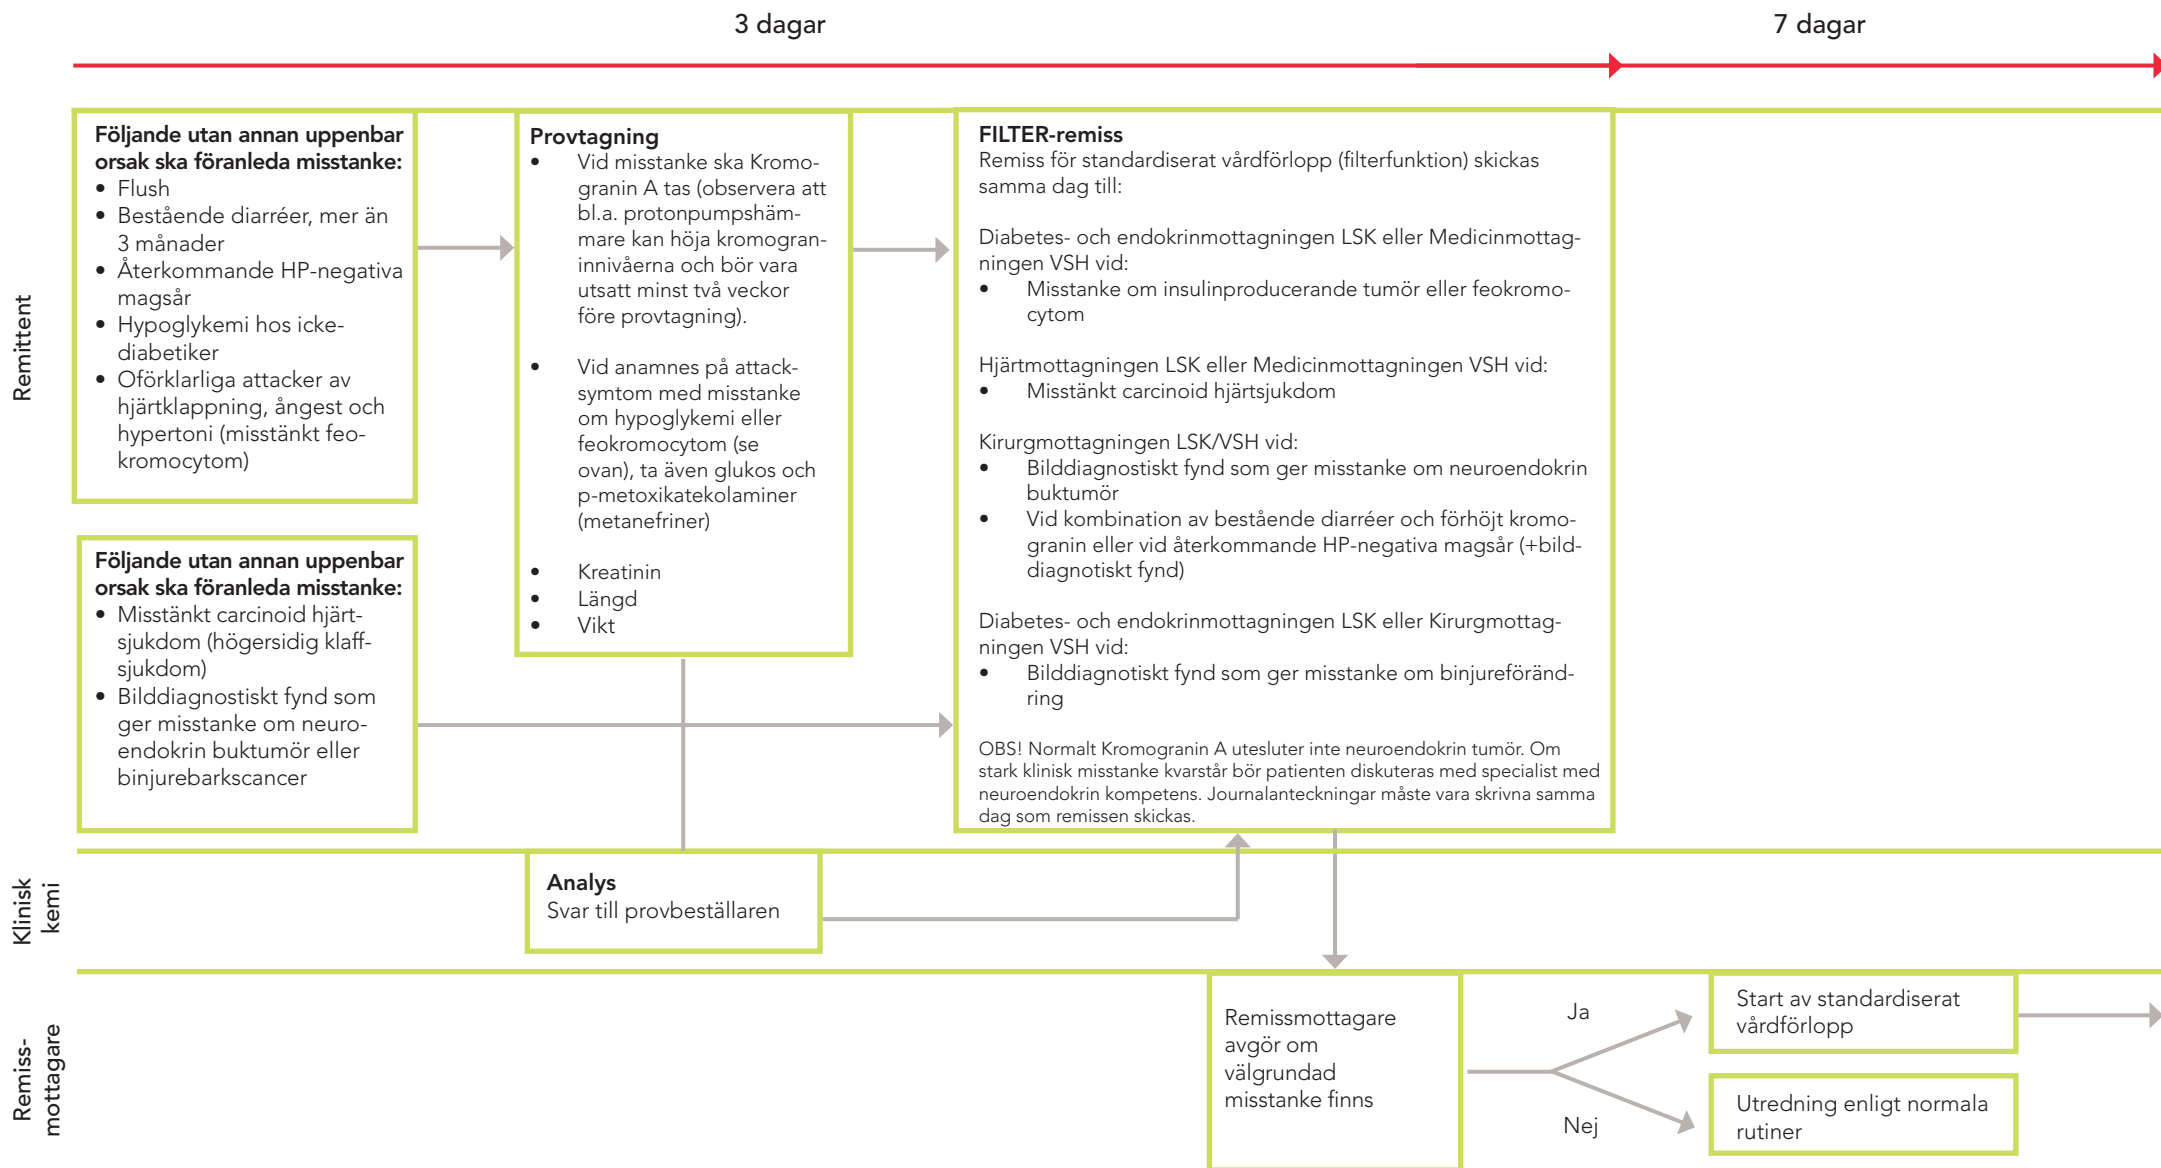 3 dagar
7 dagar
Remittent
Följande utan annan uppenbar
orsak ska föranleda misstanke:
• Flush
• Bestående diarréer, mer än
3 månader
• Återkommande HP-negativa
magsår
• Hypoglykemi hos icke-
diabetiker
• Oförklarliga attacker av
hjärtklappning, ångest och
hypertoni (misstänkt feo-
kromocytom)
Följande utan annan uppenbar
orsak ska föranleda misstanke:
• Misstänkt carcinoid hjärt-
sjukdom (högersidig klaff-
sjukdom)
• Bilddiagnostiskt fynd som
ger misstanke om neuro-
endokrin buktumör eller
binjurebarkscancer
Provtagning
• Vid misstanke ska Kromo-
granin A tas (observera att
bl.a. protonpumpshäm-
mare kan höja kromogran-
innivåerna och bör vara
utsatt minst två veckor
före provtagning).
• Vid anamnes på attack-
symtom med misstanke
om hypoglykemi eller
feokromocytom (se
ovan), ta även glukos och
p-metoxikatekolaminer
(metanefriner)
• Kreatinin
• Längd
• Vikt
FILTER-remiss
Remiss för standardiserat vårdförlopp (filterfunktion) skickas
samma dag till:
Diabetes- och endokrinmottagningen LSK eller Medicinmottag-
ningen VSH vid:
• Misstanke om insulinproducerande tumör eller feokromo-
cytom
Hjärtmottagningen LSK eller Medicinmottagningen VSH vid:
• Misstänkt carcinoid hjärtsjukdom
Kirurgmottagningen LSK/VSH vid:
• Bilddiagnostiskt fynd som ger misstanke om neuroendokrin
buktumör
• Vid kombination av bestående diarréer och förhöjt kromo-
granin eller vid återkommande HP-negativa magsår (+bild-
diagnotiskt fynd)
Diabetes- och endokrinmottagningen LSK eller Kirurgmottag-
ningen VSH vid:
• Bilddiagnotiskt fynd som ger misstanke om binjureföränd-
ring
OBS! Normalt Kromogranin A utesluter inte neuroendokrin tumör. Om
stark klinisk misstanke kvarstår bör patienten diskuteras med specialist med
neuroendokrin kompetens. Journalanteckningar måste vara skrivna samma
dag som remissen skickas.
Klinisk
kemi
Analys
Svar till provbeställaren
Remiss-
mottagare
Remissmottagare
avgör om
välgrundad
misstanke finns
Ja
Nej
Start av standardiserat
vårdförlopp
Utredning enligt normala
rutiner